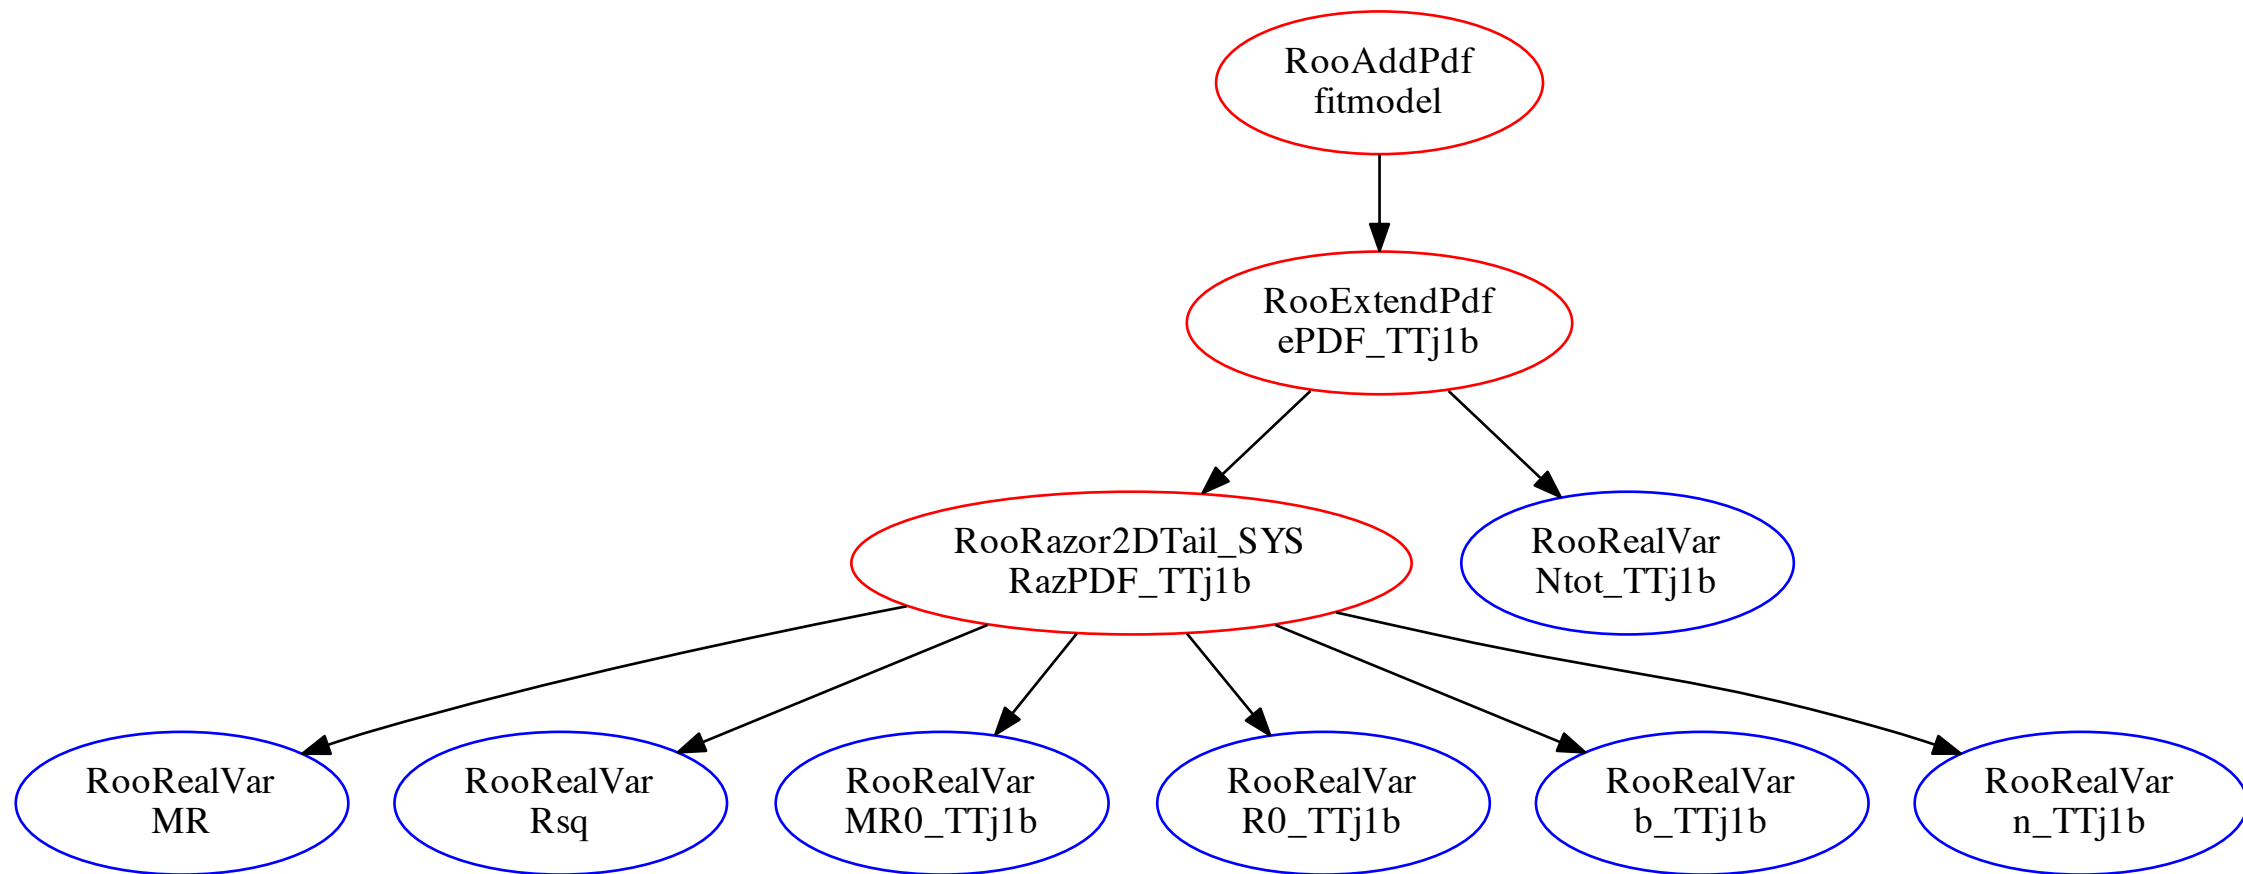 RooAddPdf
fitmodel
RooExtendPdf
ePDF_TTj1b
RooRazor2DTail_SYS
RazPDF_TTj1b
RooRealVar
Ntot_TTj1b
RooRealVar
MR
RooRealVar
Rsq
RooRealVar
MR0_TTj1b
RooRealVar
R0_TTj1b
RooRealVar
b_TTj1b
RooRealVar
n_TTj1b